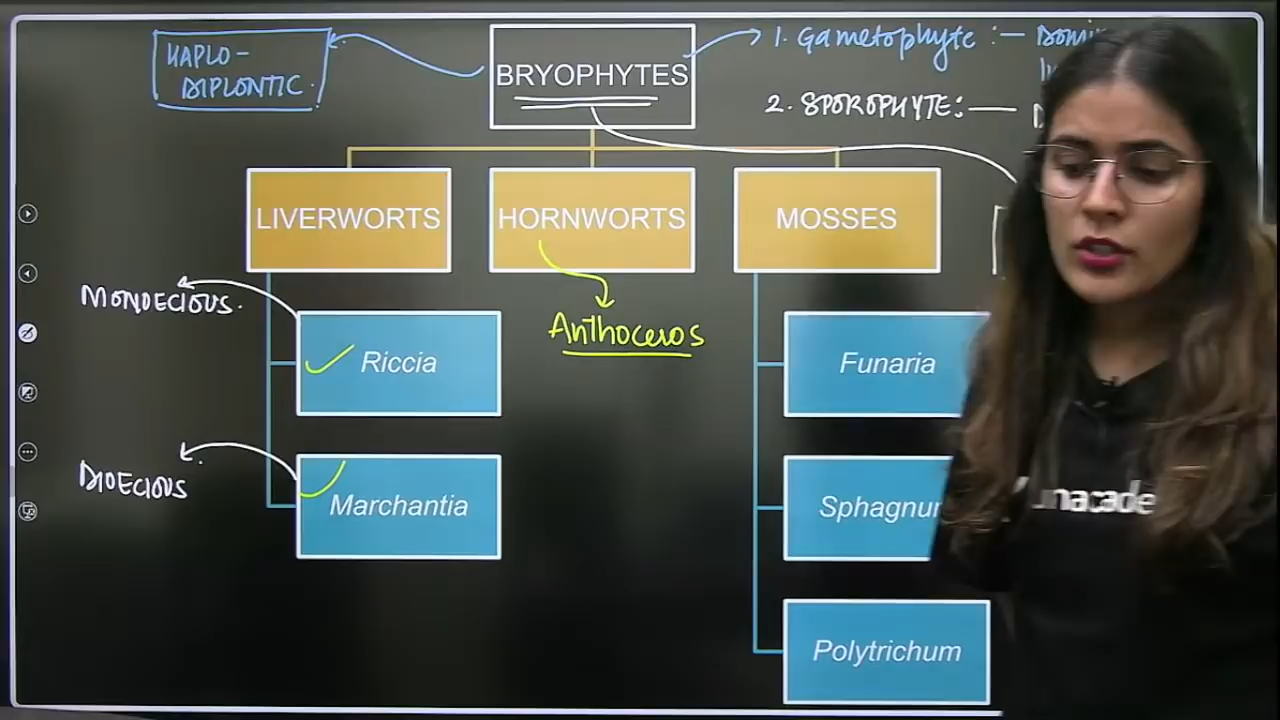 HAPLO-
DIPLONTIC.
BRYOPHYTES
1. Gametophyte :—
2. SPOROPHYTE: —
LIVERWORTS
HORNWORTS
MOSSES
MONOECIOUS.
Anthoceros
Riccia
Funaria
DIOECIOUS
Marchantia
Polytrichum